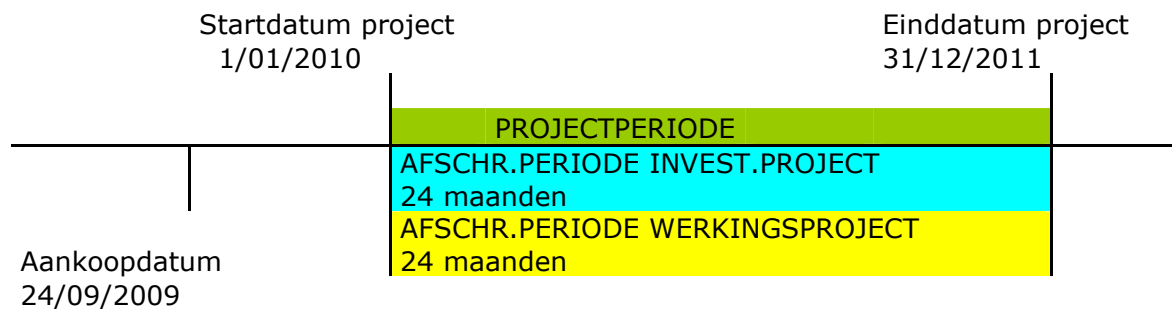 Startdatum project
1/01/2010
Einddatum project
31/12/2011
PROJECTPERIODE
AFSCHR.PERIODE INVEST.PROJECT
24 maanden
AFSCHR.PERIODE WERKINGSPROJECT
24 maanden
Aankoopdatum
24/09/2009